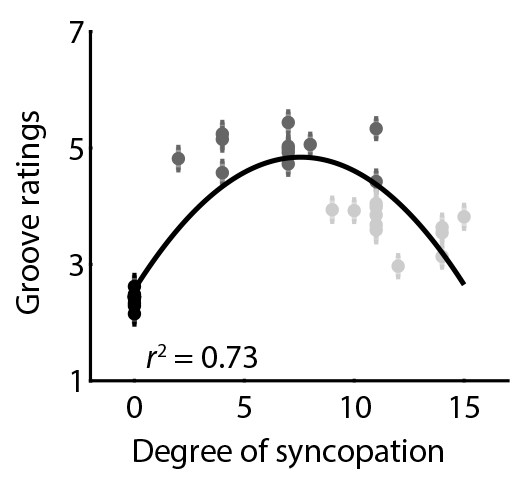 7
5
3
1
Groove ratings
r² = 0.73
0 5 10 15
Degree of syncopation